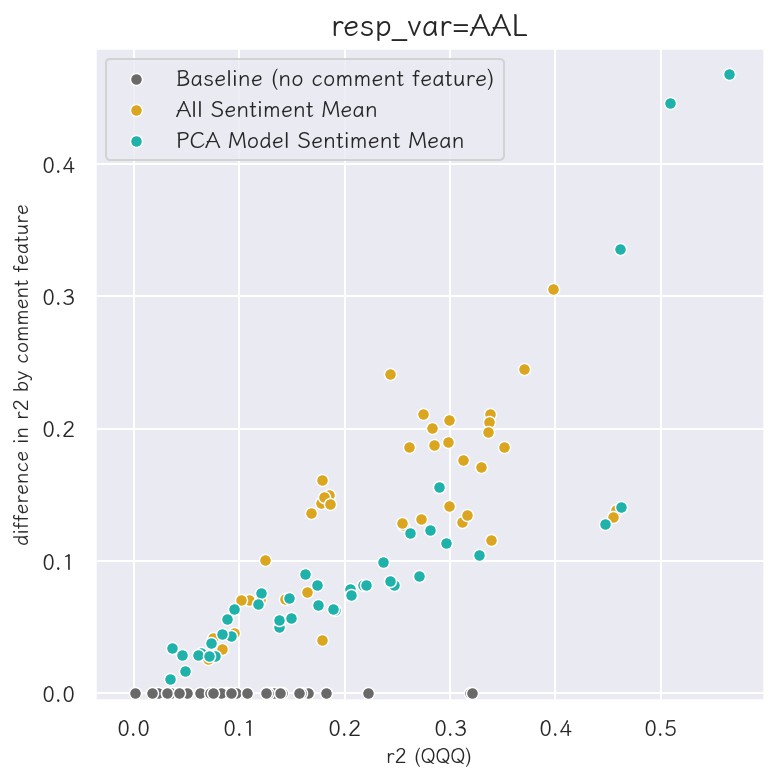 resp_var=AAL
Baseline (no comment feature)
All Sentiment Mean
PCA Model Sentiment Mean
difference in r2 by comment feature
0.4
0.3
0.2
0.1
0.0
0.0 0.1 0.2 0.3 0.4 0.5
r2 (QQQ)